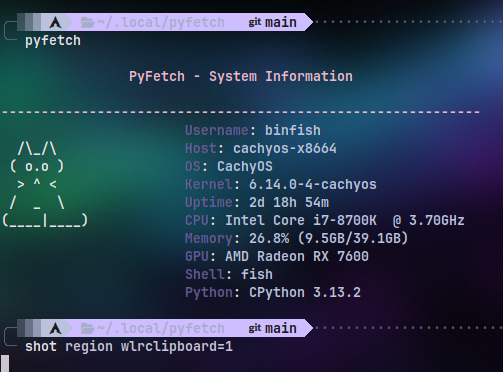 ~/.local/pyfetch git main
pyfetch
PyFetch - System Information
------------------------------------------------------------
Username: binfish
/\_/\ Host: cachyos-x8664
( o.o ) OS: CachyOS
> ^ < Kernel: 6.14.0-4-cachyos
/  _  \ Uptime: 2d 18h 54m
(____|____) CPU: Intel Core i7-8700K  @ 3.70GHz
Memory: 26.8% (9.5GB/39.1GB)
GPU: AMD Radeon RX 7600
Shell: fish
Python: CPython 3.13.2
~/.local/pyfetch git main
shot region wlrclipboard=1